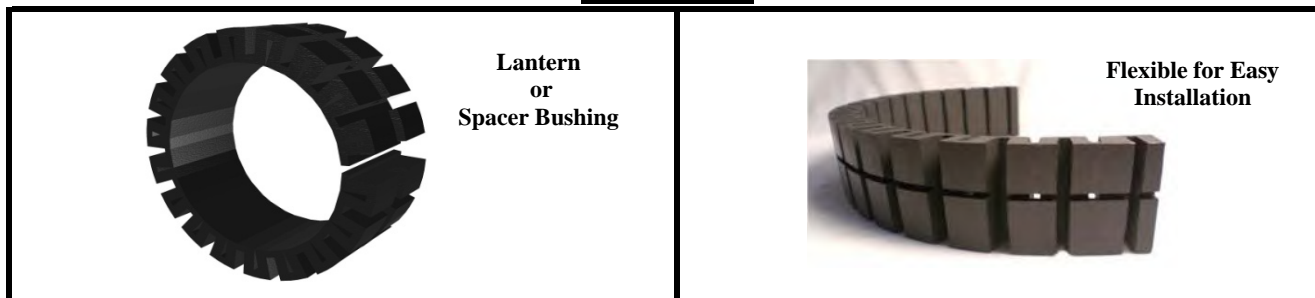 Lantern
or
Spacer Bushing
Flexible for Easy
Installation